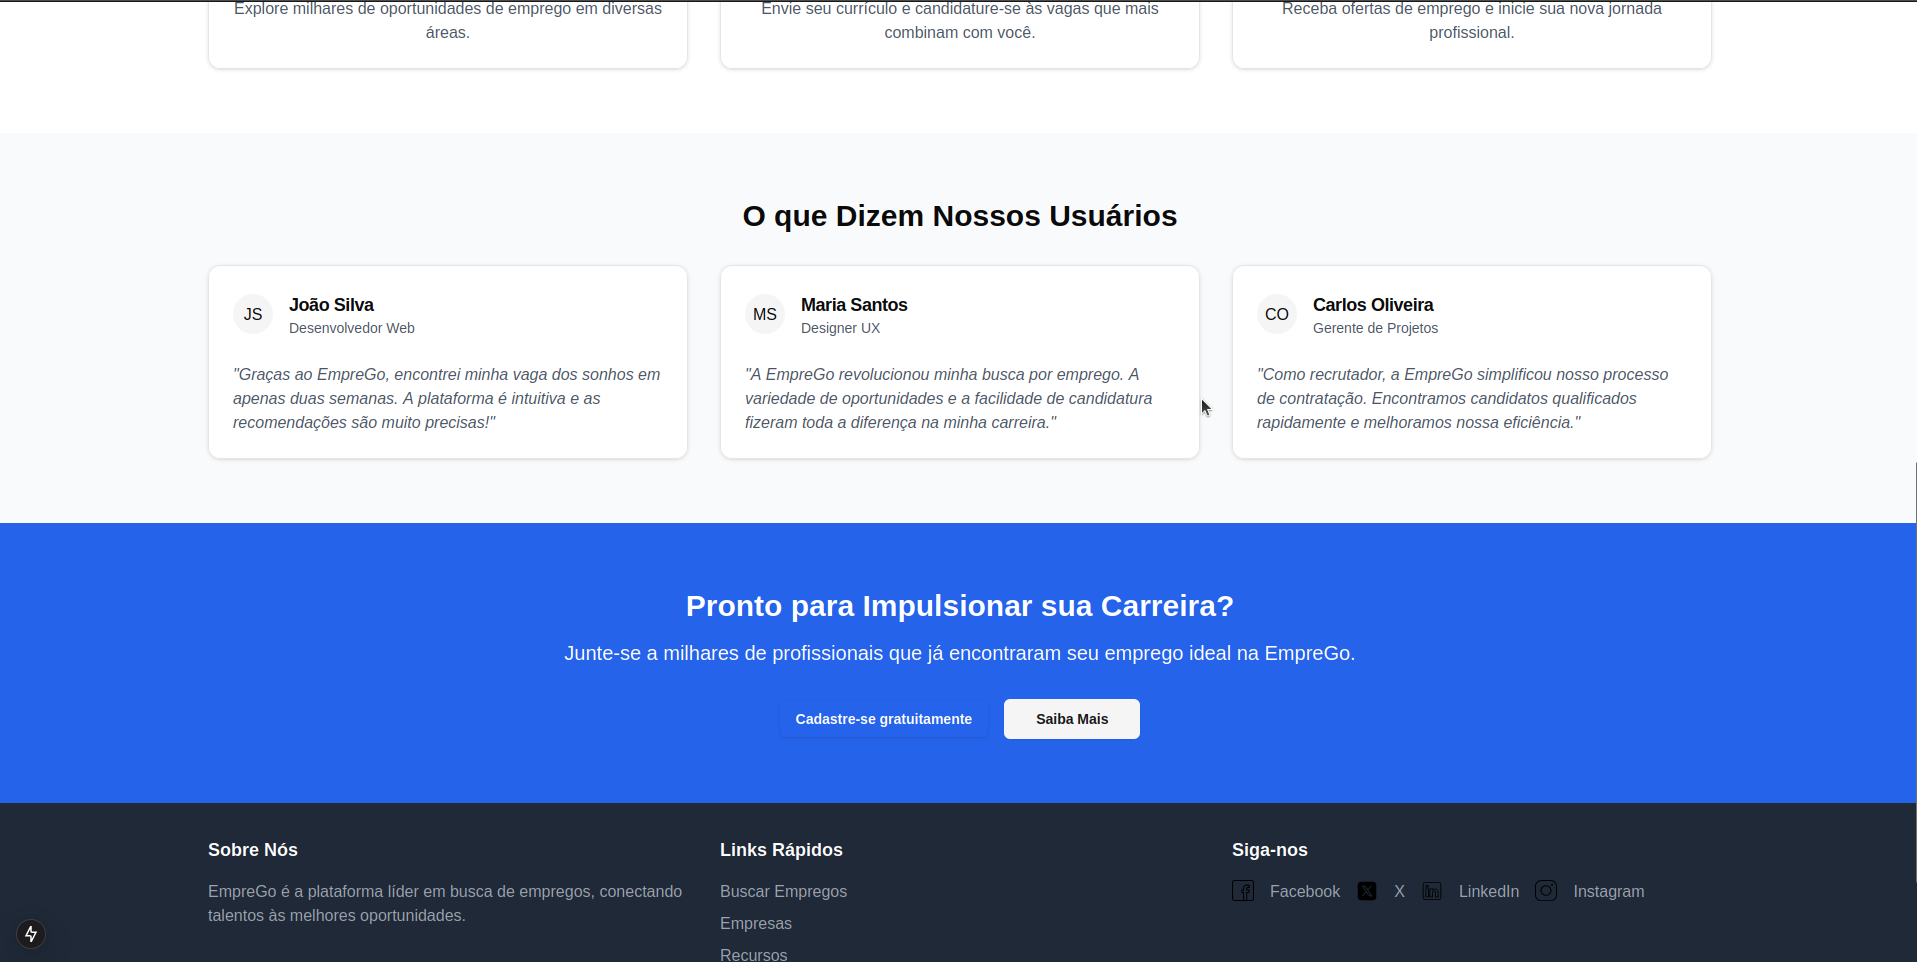 Explore milhares de oportunidades de emprego em diversas
áreas.
Envie seu currículo e candidature-se às vagas que mais
combinam com você.
Receba ofertas de emprego e inicie sua nova jornada
profissional.
O que Dizem Nossos Usuários
JS
João Silva
Desenvolvedor Web
"Graças ao EmpreGo, encontrei minha vaga dos sonhos em
apenas duas semanas. A plataforma é intuitiva e as
recomendações são muito precisas!"
MS
Maria Santos
Designer UX
"A EmpreGo revolucionou minha busca por emprego. A
variedade de oportunidades e a facilidade de candidatura
fizeram toda a diferença na minha carreira."
CO
Carlos Oliveira
Gerente de Projetos
"Como recrutador, a EmpreGo simplificou nosso processo
de contratação. Encontramos candidatos qualificados
rapidamente e melhoramos nossa eficiência."
Pronto para Impulsionar sua Carreira?
Junte-se a milhares de profissionais que já encontraram seu emprego ideal na EmpreGo.
Cadastre-se gratuitamente
Saiba Mais
Sobre Nós
EmpreGo é a plataforma líder em busca de empregos, conectando
talentos às melhores oportunidades.
Links Rápidos
Buscar Empregos
Empresas
Recursos
Siga-nos
Facebook
X
LinkedIn
Instagram